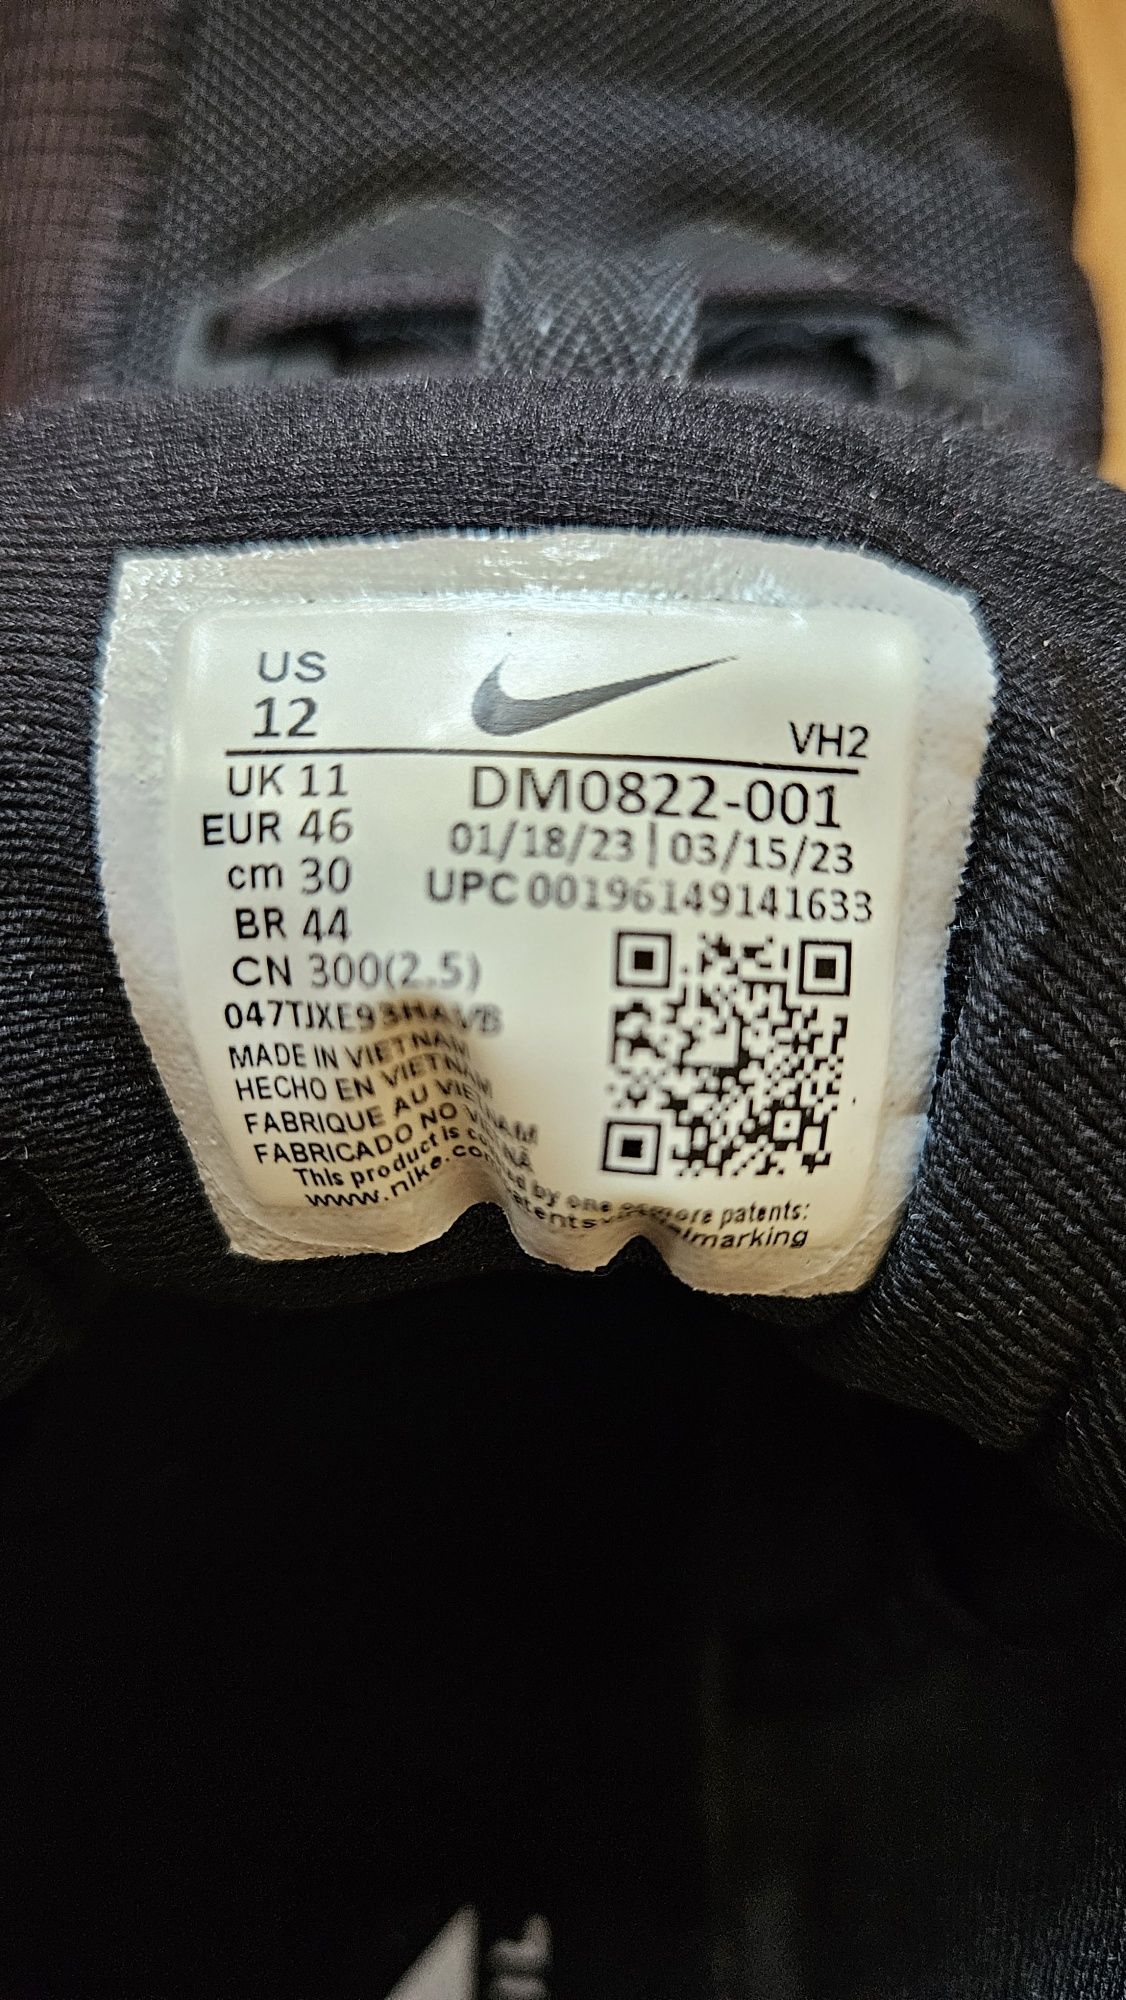 US
12
VH2
UK 11
DM0822-001
EUR 46
01/18/23 | 03/15/23
cm 30
UPC 00196149141633
BR 44
CN 300(2.5)
MADE IN VIETNAM
HECHO EN VIETNAM
FABRIQUE AU VIETNAM
FABRICADO NO
This product is by one or more patents:
www.nike.com